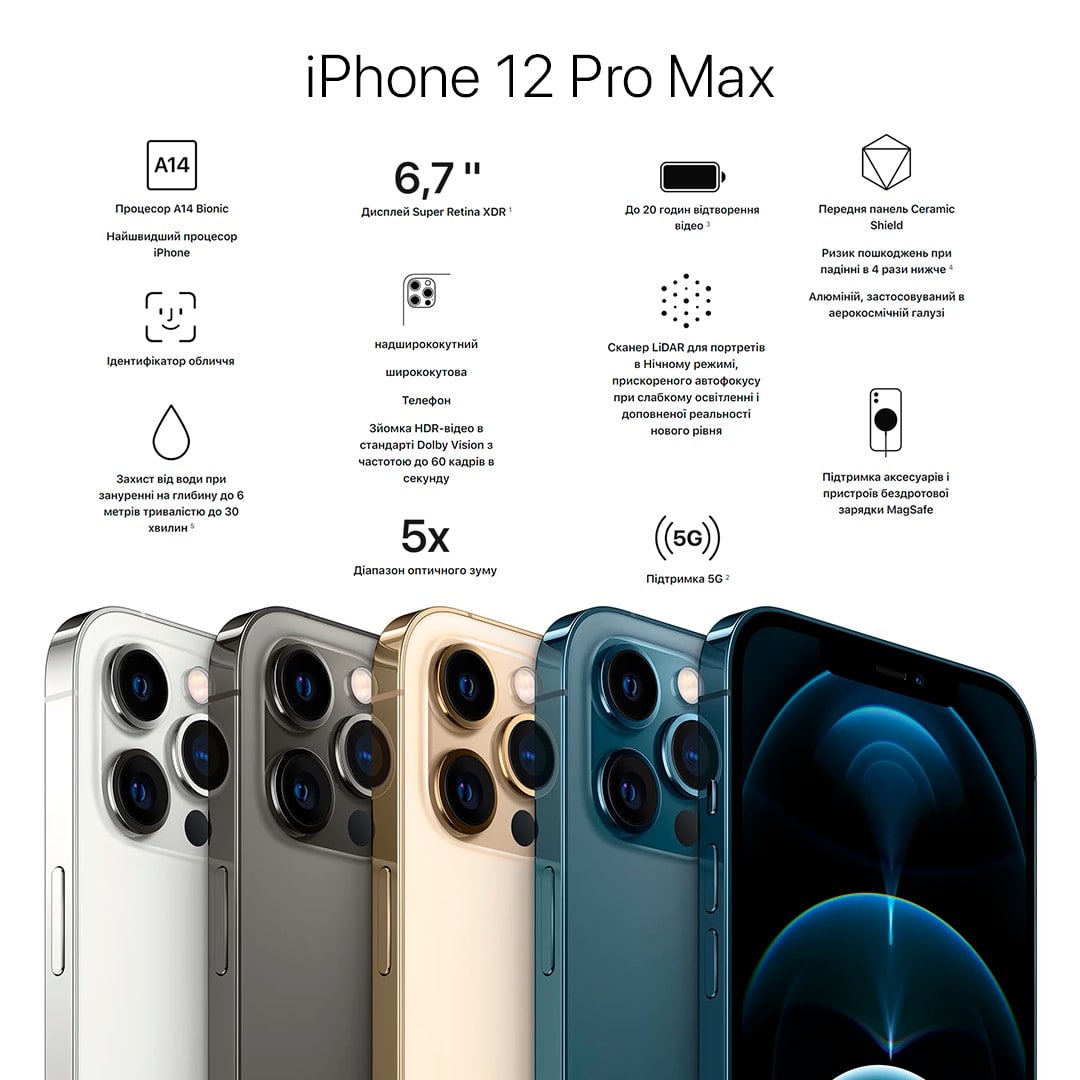 iPhone 12 Pro Max
A14
Процесор A14 Bionic
Найшвидший процесор
iPhone
Ідентифікатор обличчя
Захист від води при
зануренні на глибину до 6
метрів тривалістю до 30
хвилин 5
6,7 "
Дисплей Super Retina XDR 1
надширококутний
ширококутова
Телефон
Зйомка HDR-відео в
стандарті Dolby Vision з
частотою до 60 кадрів в
секунду
5x
Діапазон оптичного зуму
До 20 годин відтворення
відео 3
Сканер LiDAR для портретів
в Нічному режимі,
прискореного автофокусу
при слабкому освітленні і
доповненої реальності
нового рівня
5G
Підтримка 5G 2
Передня панель Ceramic
Shield
Ризик пошкоджень при
падінні в 4 рази нижче 4
Алюміній, застосовуваний в
аерокосмічній галузі
Підтримка аксесуарів і
пристроїв бездротової
зарядки MagSafe